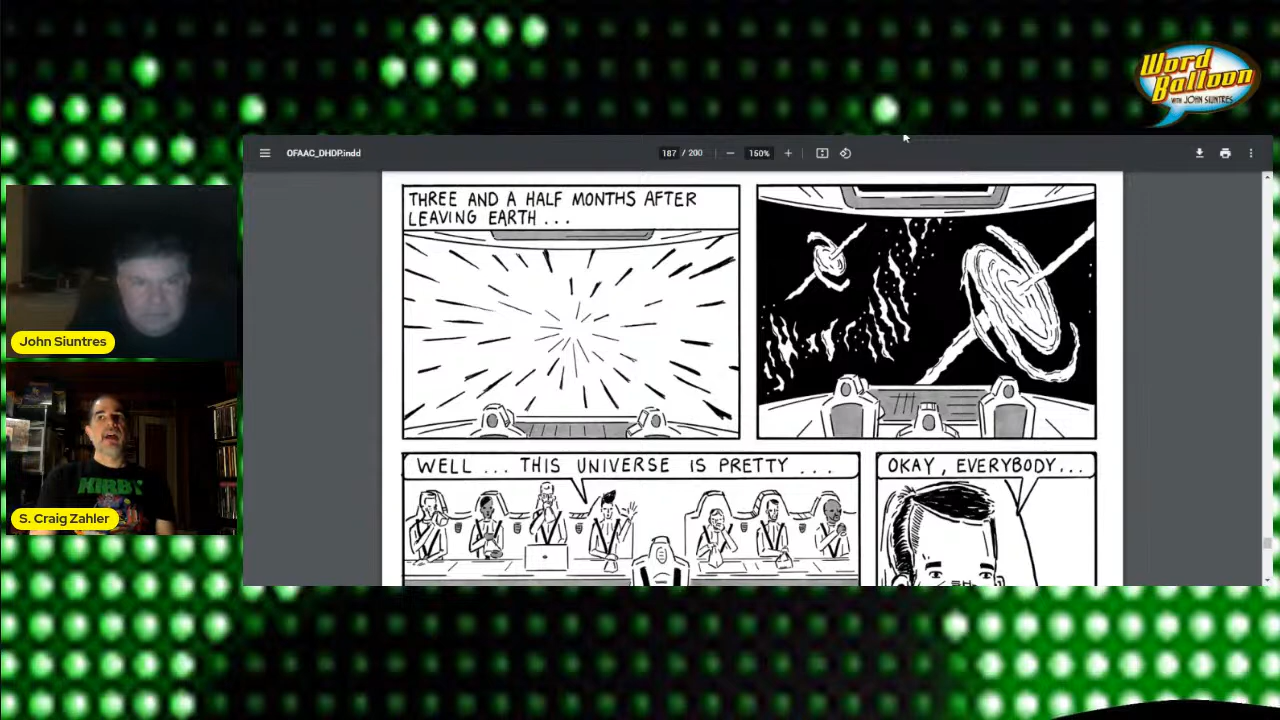 Word
Balloon
WITH JOHN SIUNTRES
OFAAC_DHDP.indd
187 / 200
150%
THREE AND A HALF MONTHS AFTER
LEAVING EARTH ...
WELL ... THIS UNIVERSE IS PRETTY ...
OKAY, EVERYBODY...
John Siuntres
KIRBY
S. Craig Zahler